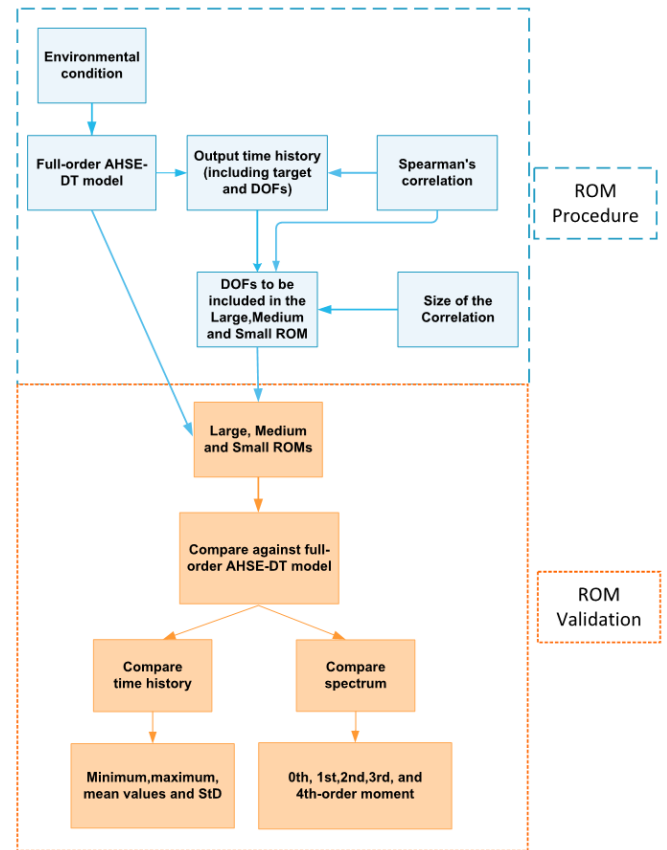 Environmental
condition
Full-order AHSE-
DT model
Output time history
(including target
and DOFs)
Spearman's
correlation
ROM
Procedure
DOFs to be
included in the
Large,Medium
and Small ROM
Size of the
Correlation
Large, Medium
and Small ROMs
Compare against full-
order AHSE-DT model
ROM
Validation
Compare
time history
Compare
spectrum
Minimum,maximum,
mean values and StD
0th, 1st,2nd,3rd, and
4th-order moment